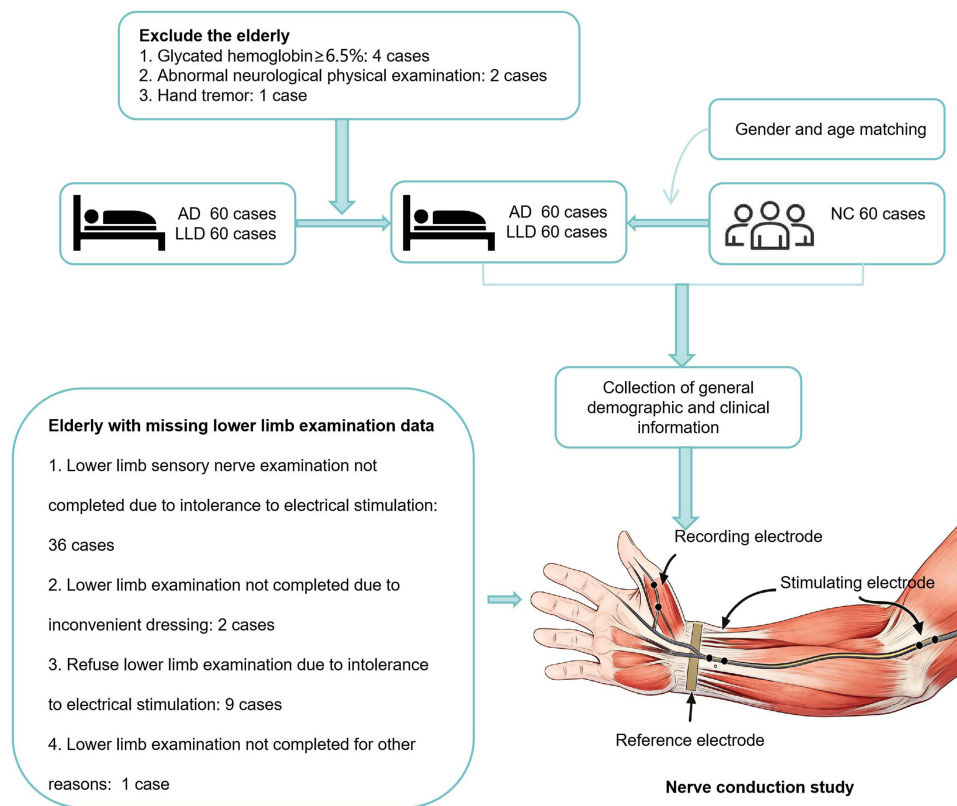 Exclude the elderly
1. Glycated hemoglobin≥6.5%: 4 cases
2. Abnormal neurological physical examination: 2 cases
3. Hand tremor: 1 case
Gender and age matching
AD 60 cases
LLD 60 cases
AD 60 cases
LLD 60 cases
NC 60 cases
Collection of general
demographic and clinical
information
Elderly with missing lower limb examination data
1. Lower limb sensory nerve examination not
completed due to intolerance to electrical stimulation:
36 cases
2. Lower limb examination not completed due to
inconvenient dressing: 2 cases
3. Refuse lower limb examination due to intolerance
to electrical stimulation: 9 cases
4. Lower limb examination not completed for other
reasons: 1 case
Recording electrode
Stimulating electrode
Reference electrode
Nerve conduction study